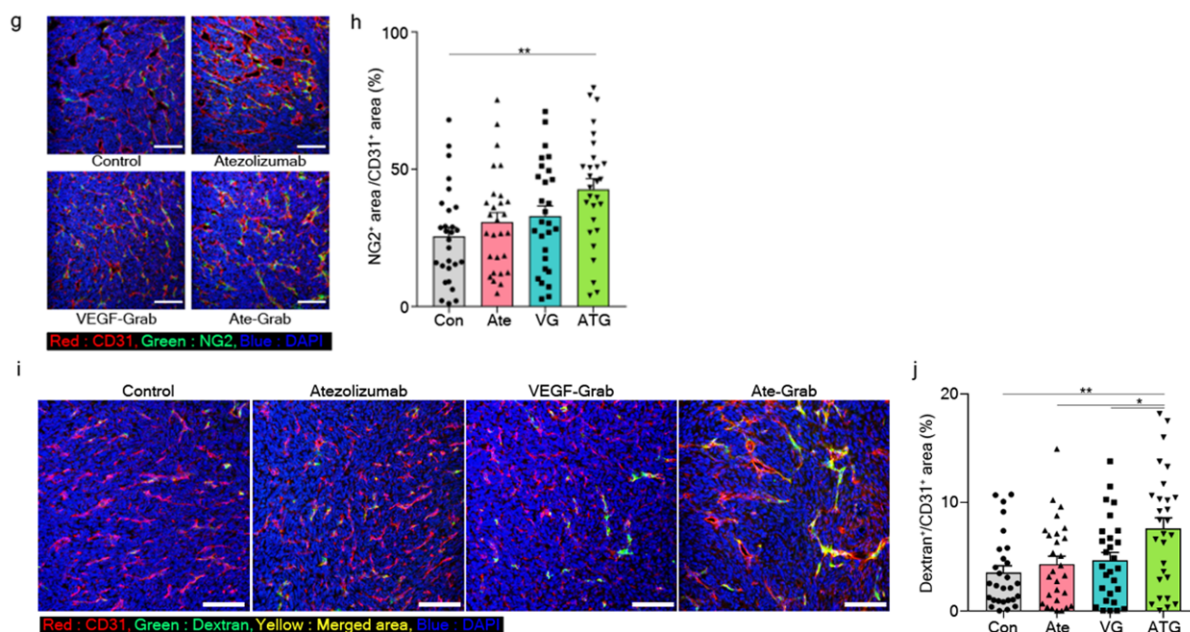 g
Control
Atezolizumab
VEGF-Grab
Ate-Grab
Red : CD31, Green : NG2, Blue : DAPI
h
NG2⁺ area /CD31⁺ area (%)
100
50
0
**
Con Ate VG ATG
i
Control
Atezolizumab
VEGF-Grab
Ate-Grab
Red : CD31, Green : Dextran, Yellow : Merged area, Blue : DAPI
j
Dextran⁺/CD31⁺ area (%)
20
10
0
**
*
Con Ate VG ATG